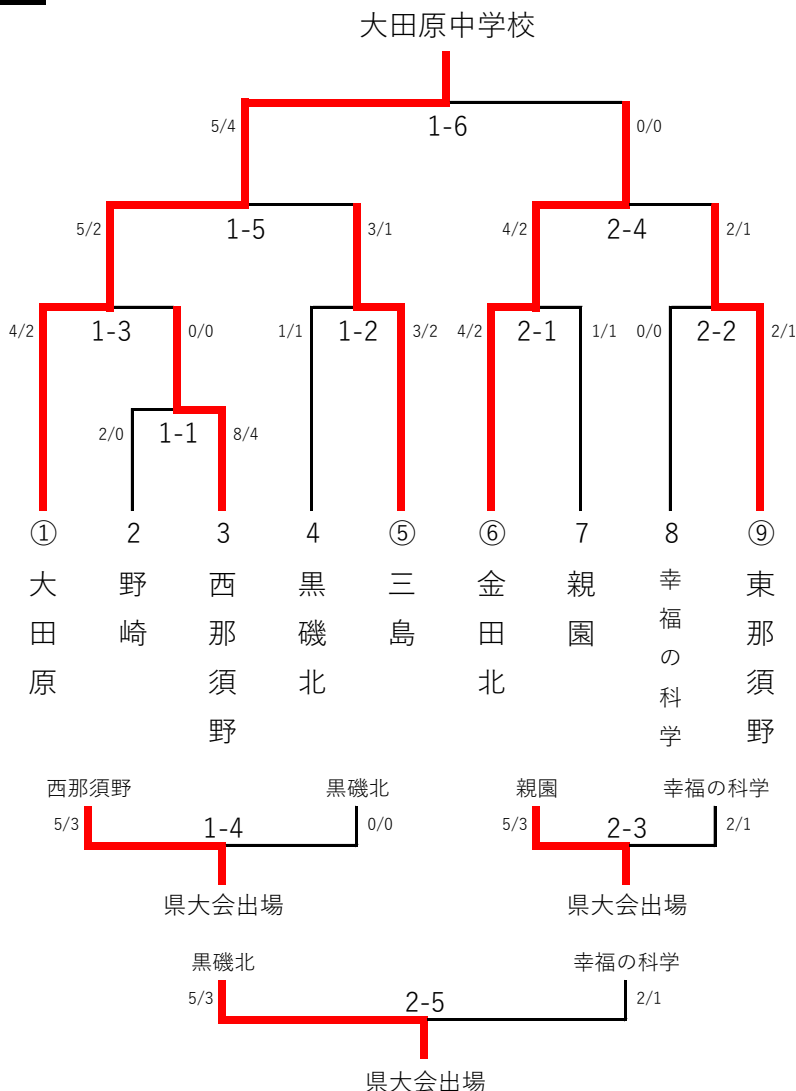 大田原中学校
5/4 1-6 0/0
5/2 1-5 3/1 4/2 2-4 2/1
4/2 1-3 0/0 1/1 1-2 3/2 4/2 2-1 1/1 0/0 2-2 2/1
2/0 1-1 8/4
① 2 3 4 ⑤ ⑥ 7 8 ⑨
大田原
野崎
西那須野
黒磯北
三島
金田北
親園
幸福の科学
東那須野
西那須野 黒磯北 親園 幸福の科学
5/3 1-4 0/0 5/3 2-3 2/1
県大会出場 県大会出場
黒磯北 幸福の科学
5/3 2-5 2/1
県大会出場